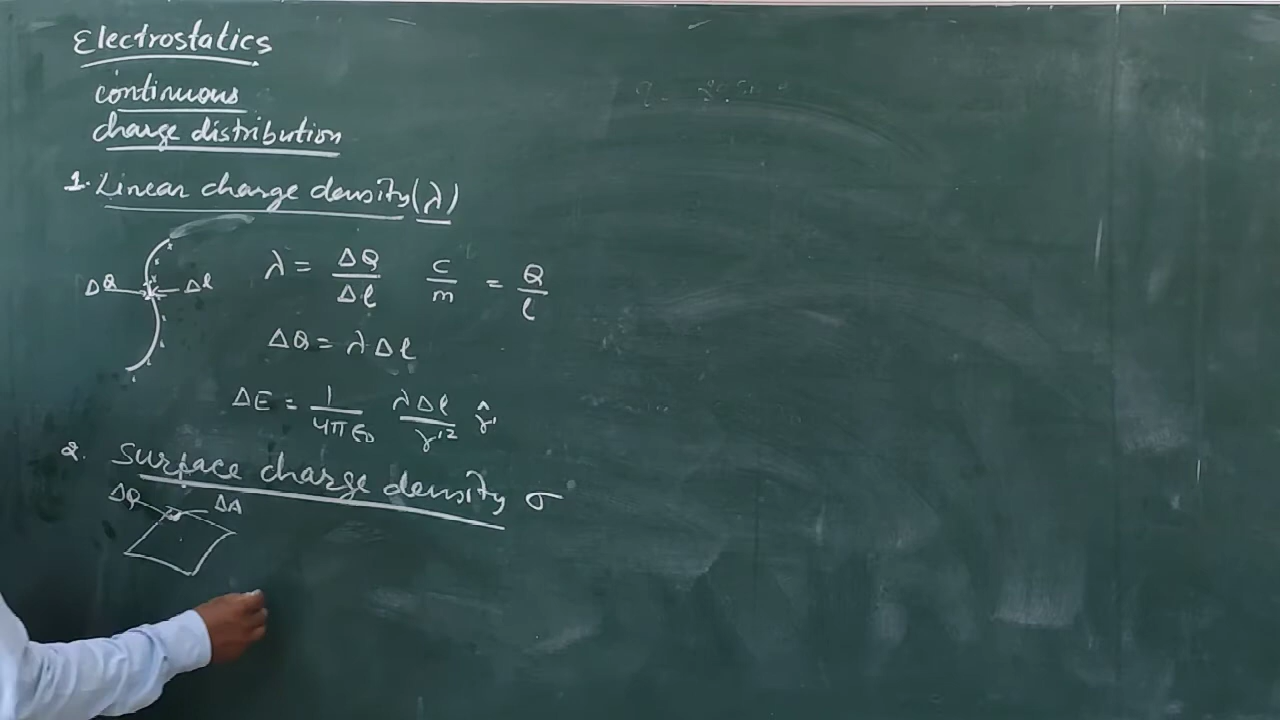 Electrostatics
continuous
charge distribution
1. Linear charge density (λ)
ΔQ Δl
λ = ΔQ/Δl C/m = Q/l
ΔQ = λ Δl
ΔE = 1/4πε₀ λΔl/r'² r̂'
2. Surface charge density σ
ΔQ ΔA